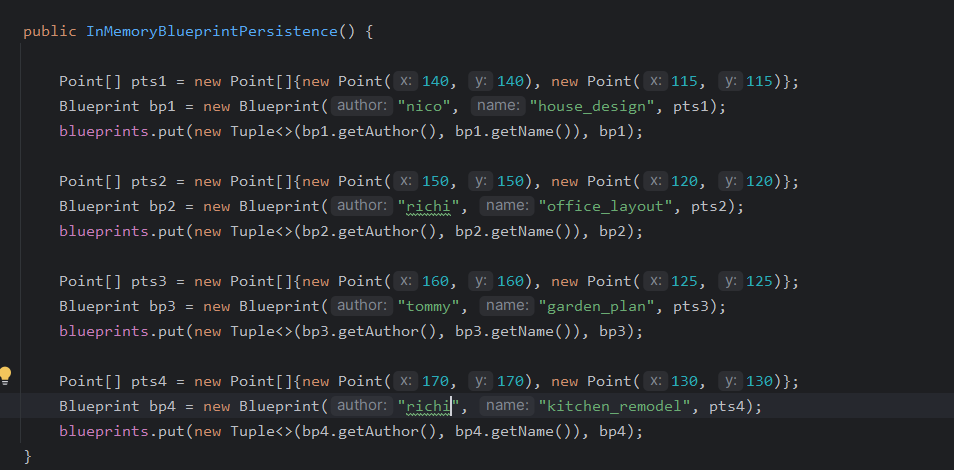 public InMemoryBlueprintPersistence() {
Point[] pts1 = new Point[]{new Point( x: 140, y: 140), new Point( x: 115, y: 115)};
Blueprint bp1 = new Blueprint( author: "nico", name: "house_design", pts1);
blueprints.put(new Tuple<>(bp1.getAuthor(), bp1.getName()), bp1);
Point[] pts2 = new Point[]{new Point( x: 150, y: 150), new Point( x: 120, y: 120)};
Blueprint bp2 = new Blueprint( author: "richi", name: "office_layout", pts2);
blueprints.put(new Tuple<>(bp2.getAuthor(), bp2.getName()), bp2);
Point[] pts3 = new Point[]{new Point( x: 160, y: 160), new Point( x: 125, y: 125)};
Blueprint bp3 = new Blueprint( author: "tommy", name: "garden_plan", pts3);
blueprints.put(new Tuple<>(bp3.getAuthor(), bp3.getName()), bp3);
Point[] pts4 = new Point[]{new Point( x: 170, y: 170), new Point( x: 130, y: 130)};
Blueprint bp4 = new Blueprint( author: "richi", name: "kitchen_remodel", pts4);
blueprints.put(new Tuple<>(bp4.getAuthor(), bp4.getName()), bp4);
}